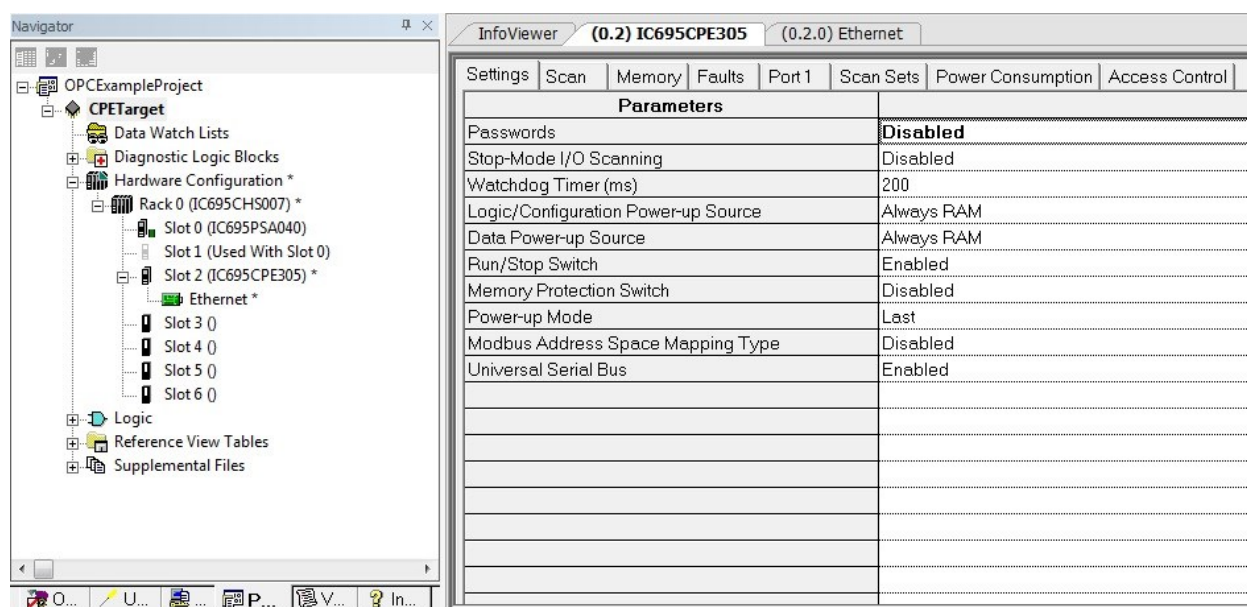 Navigator
OPCExampleProject
CPETarget
Data Watch Lists
Diagnostic Logic Blocks
Hardware Configuration *
Rack 0 (IC695CHS007) *
Slot 0 (IC695PSA040)
Slot 1 (Used With Slot 0)
Slot 2 (IC695CPE305) *
Ethernet *
Slot 3 ()
Slot 4 ()
Slot 5 ()
Slot 6 ()
Logic
Reference View Tables
Supplemental Files
O... U... ... P... V... In...
InfoViewer (0.2) IC695CPE305 (0.2.0) Ethernet
Settings Scan Memory Faults Port 1 Scan Sets Power Consumption Access Control
Parameters
Passwords Disabled
Stop-Mode I/O Scanning Disabled
Watchdog Timer (ms) 200
Logic/Configuration Power-up Source Always RAM
Data Power-up Source Always RAM
Run/Stop Switch Enabled
Memory Protection Switch Disabled
Power-up Mode Last
Modbus Address Space Mapping Type Disabled
Universal Serial Bus Enabled